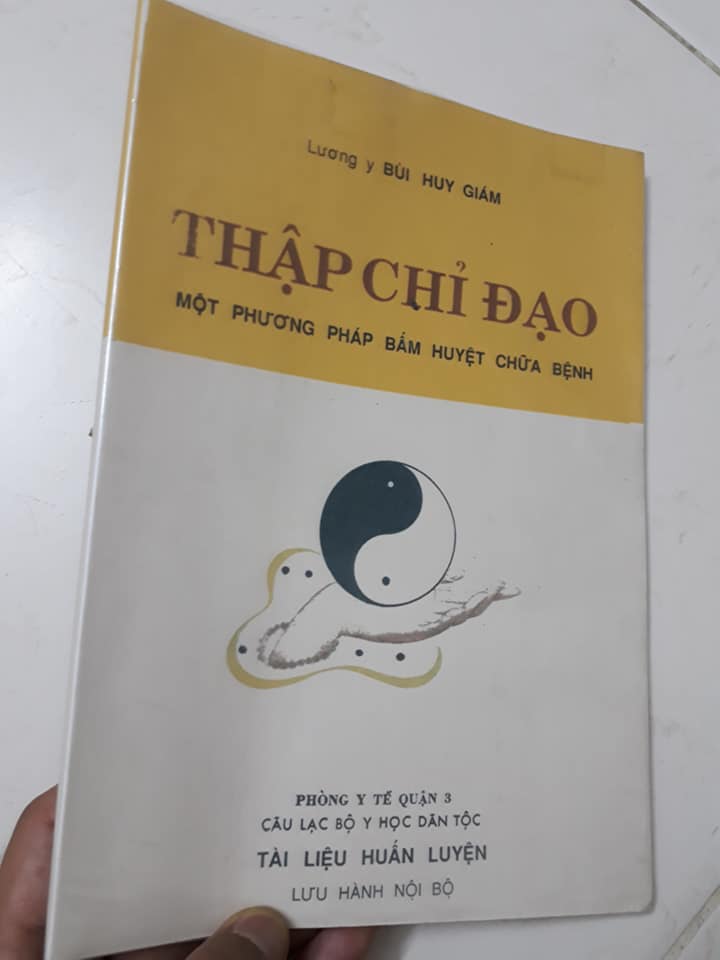 Lương y BÙI HUY GIÁM
THẬP CHỈ ĐẠO
MỘT PHƯƠNG PHÁP BẤM HUYỆT CHỮA BỆNH
PHÒNG Y TẾ QUẬN 3
CÂU LẠC BỘ Y HỌC DÂN TỘC
TÀI LIỆU HUẤN LUYỆN
LƯU HÀNH NỘI BỘ